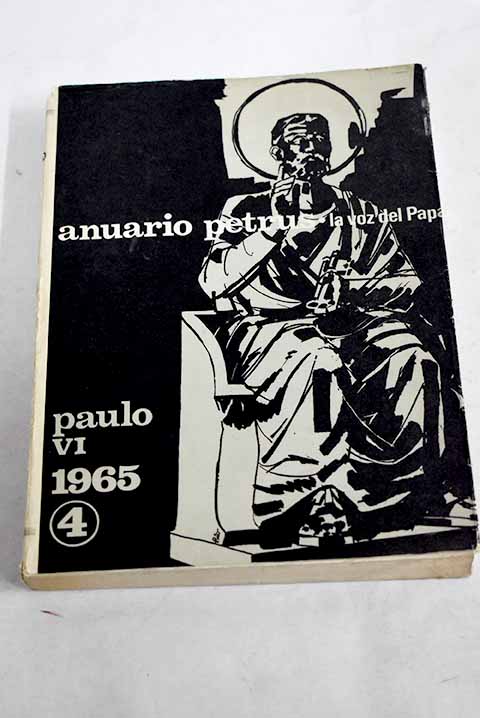 anuario petrus la voz del Papa
paulo
VI
1965
4